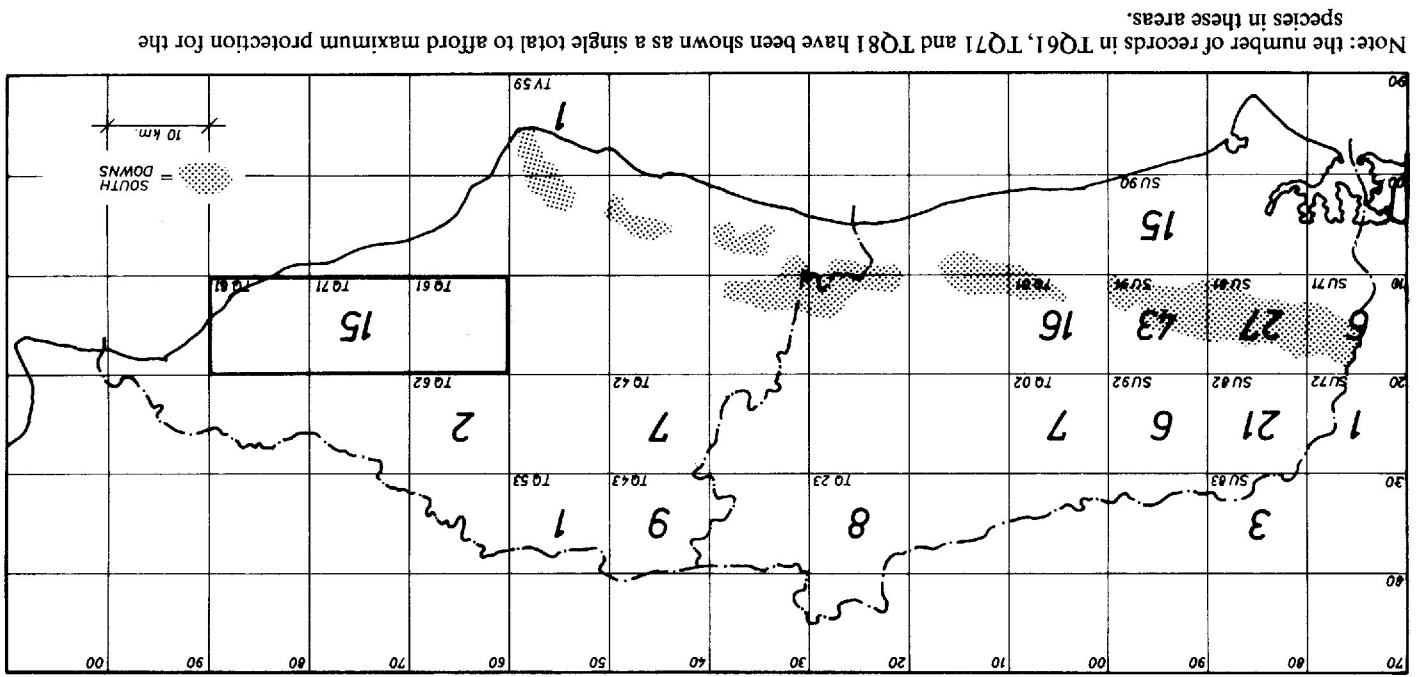 70 80 90 00 10 20 30 40 50 60 70 80 90 00
40
3 8 9 1
30 SU 83 TQ 23 TQ 43 TQ 53
1 21 6 7 7 2
20 SU 72 SU 82 SU 92 TQ 02 TQ 42 TQ 62
6 27 43 16 15
10 SU 71 SU 81 SU 91 TQ 01 TQ 61 TQ 71 TQ 81
15
00 SU 90
SOUTH DOWNS =
10 km.
1
90 TV 59
Note: the number of records in TQ61, TQ71 and TQ81 have been shown as a single total to afford maximum protection for the
species in these areas.